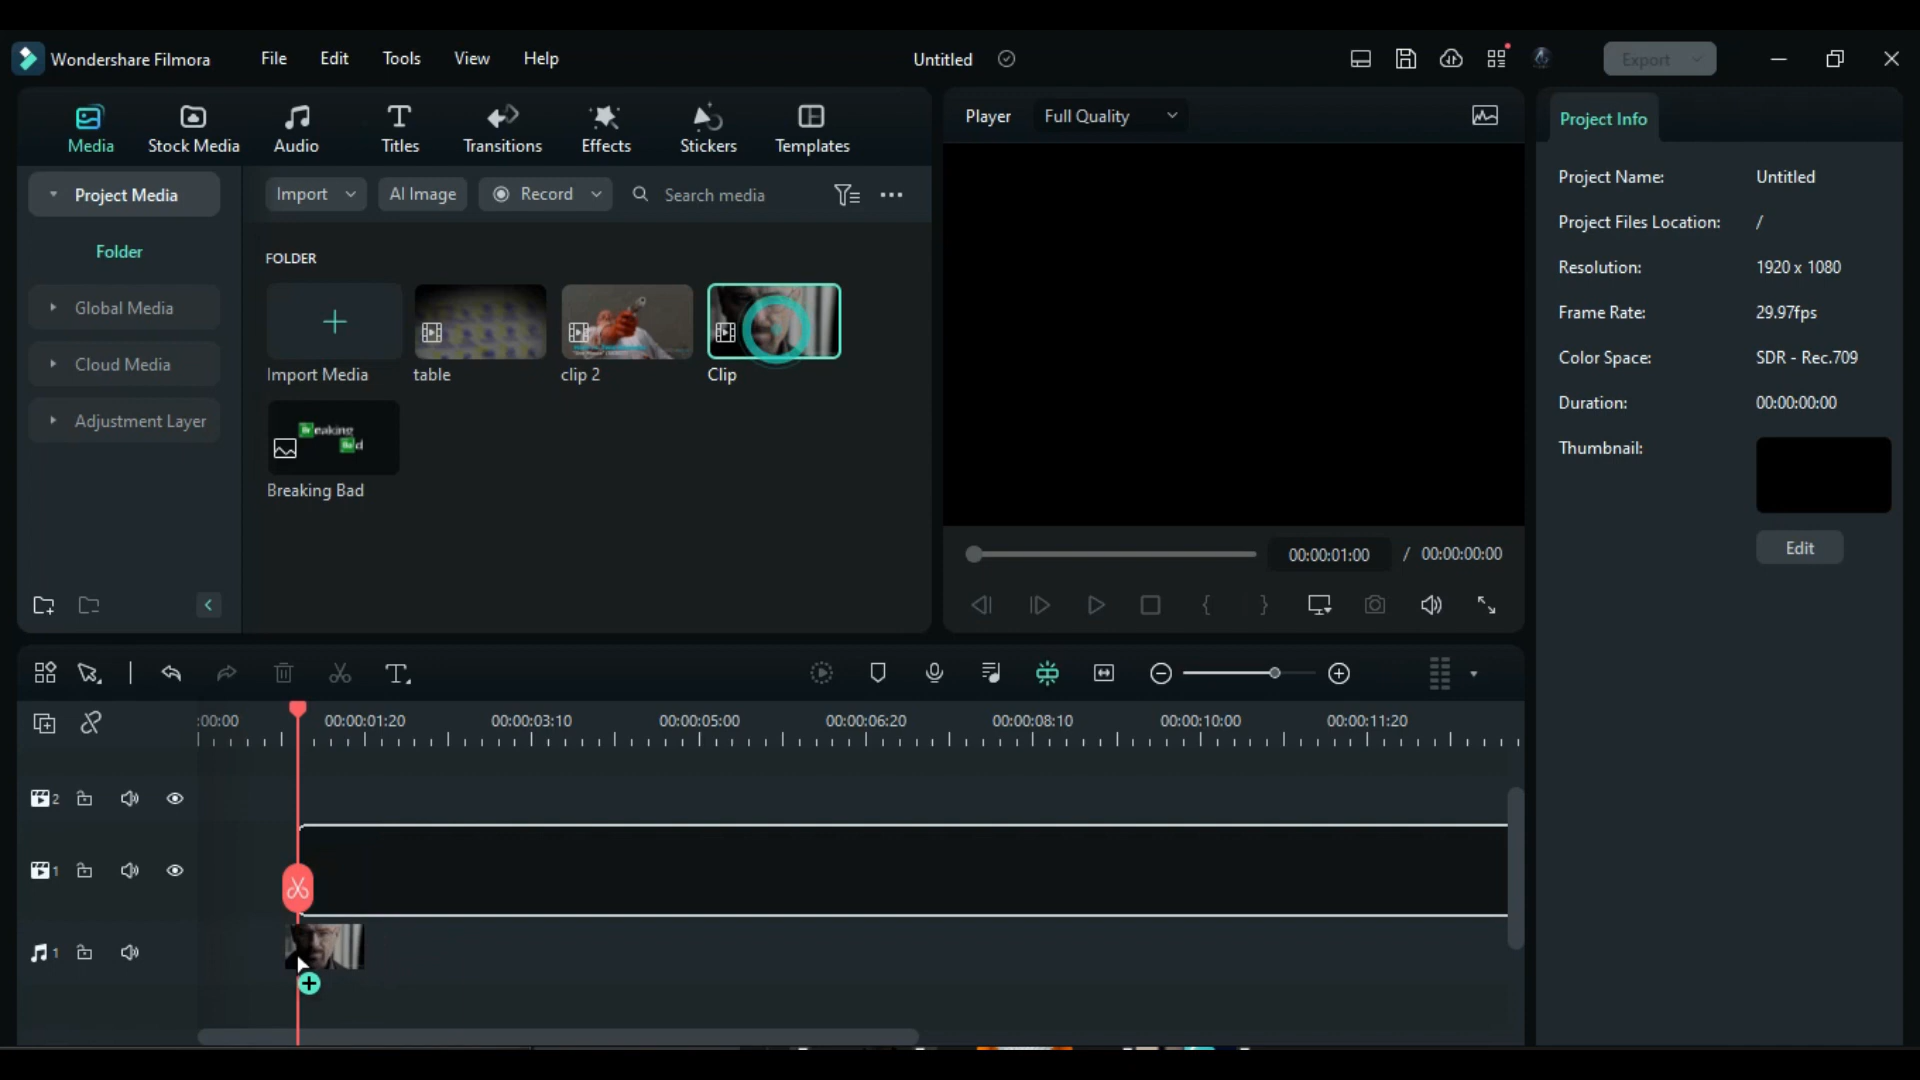 Wondershare Filmora
File
Edit
Tools
View
Help
Untitled
Export
Media
Stock Media
Audio
Titles
Transitions
Effects
Stickers
Templates
Player
Full Quality
Project Info
Project Media
Import
AI Image
Record
Search media
Folder
Global Media
Cloud Media
Adjustment Layer
FOLDER
Import Media
table
clip 2
Clip
Breaking
Bad
Breaking Bad
Project Name:
Untitled
Project Files Location:
/
Resolution:
1920 x 1080
Frame Rate:
29.97fps
Color Space:
SDR - Rec.709
Duration:
00:00:00:00
Thumbnail:
Edit
00:00:01:00
/
00:00:00:00
:00:00
00:00:01:20
00:00:03:10
00:00:05:00
00:00:06:20
00:00:08:10
00:00:10:00
00:00:11:20
2
1
1